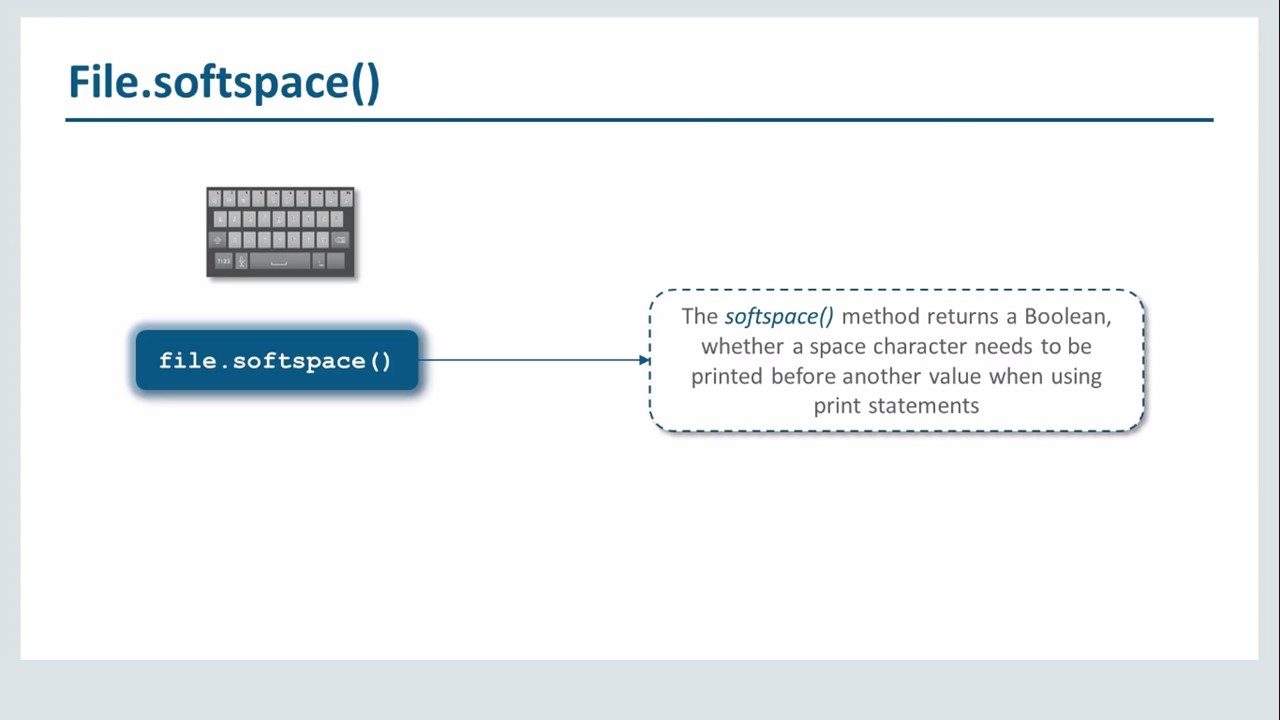 File.softspace()
file.softspace()
The softspace() method returns a Boolean,
whether a space character needs to be
printed before another value when using
print statements